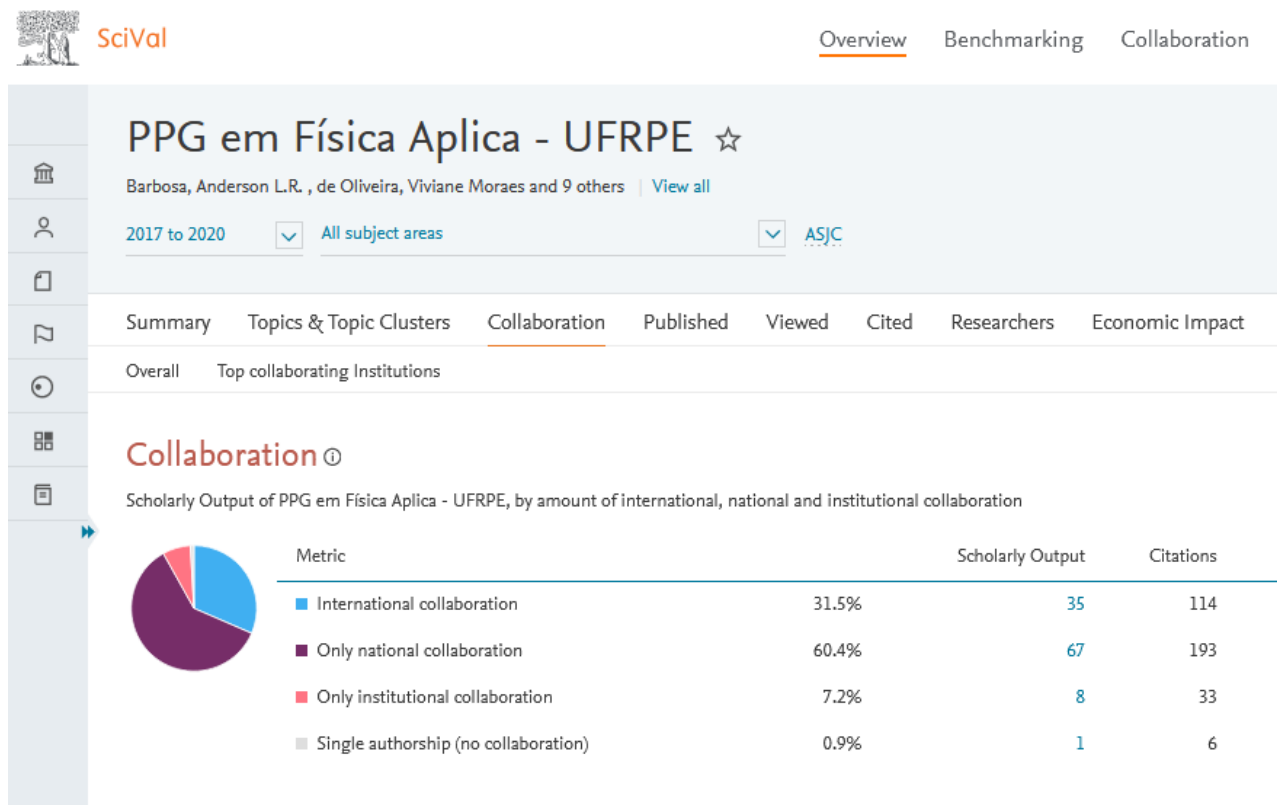 SciVal
Overview Benchmarking Collaboration
PPG em Física Aplica - UFRPE
Barbosa, Anderson L.R. , de Oliveira, Viviane Moraes and 9 others | View all
2017 to 2020 All subject areas ASJC
Summary Topics & Topic Clusters Collaboration Published Viewed Cited Researchers Economic Impact
Overall Top collaborating Institutions
Collaboration
Scholarly Output of PPG em Física Aplica - UFRPE, by amount of international, national and institutional collaboration
Metric Scholarly Output Citations
International collaboration 31.5% 35 114
Only national collaboration 60.4% 67 193
Only institutional collaboration 7.2% 8 33
Single authorship (no collaboration) 0.9% 1 6